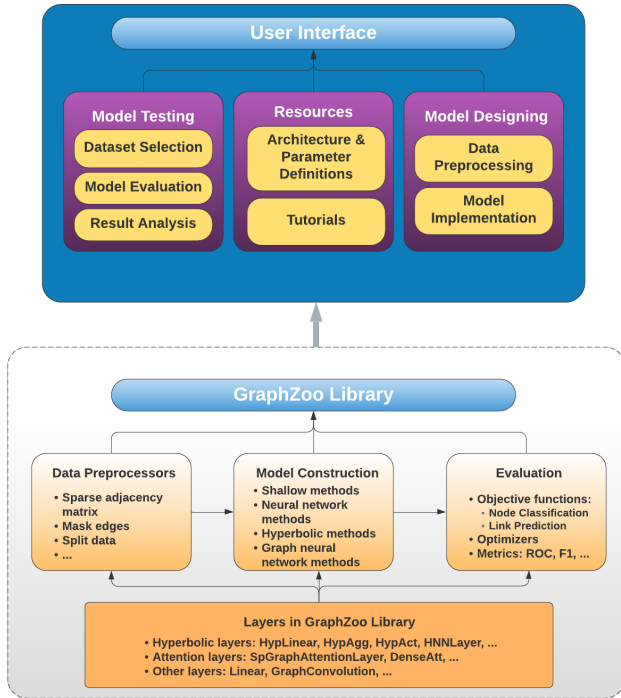 User Interface
Model Testing
Dataset Selection
Model Evaluation
Result Analysis
Resources
Architecture &
Parameter
Definitions
Tutorials
Model Designing
Data
Preprocessing
Model
Implementation
GraphZoo Library
Data Preprocessors
• Sparse adjacency
matrix
• Mask edges
• Split data
• ...
Model Construction
• Shallow methods
• Neural network
methods
• Hyperbolic methods
• Graph neural
network methods
Evaluation
• Objective functions:
◦ Node Classification
◦ Link Prediction
• Optimizers
• Metrics: ROC, F1, ...
Layers in GraphZoo Library
• Hyperbolic layers: HypLinear, HypAgg, HypAct, HNNLayer, ...
• Attention layers: SpGraphAttentionLayer, DenseAtt, ...
• Other layers: Linear, GraphConvolution, ...